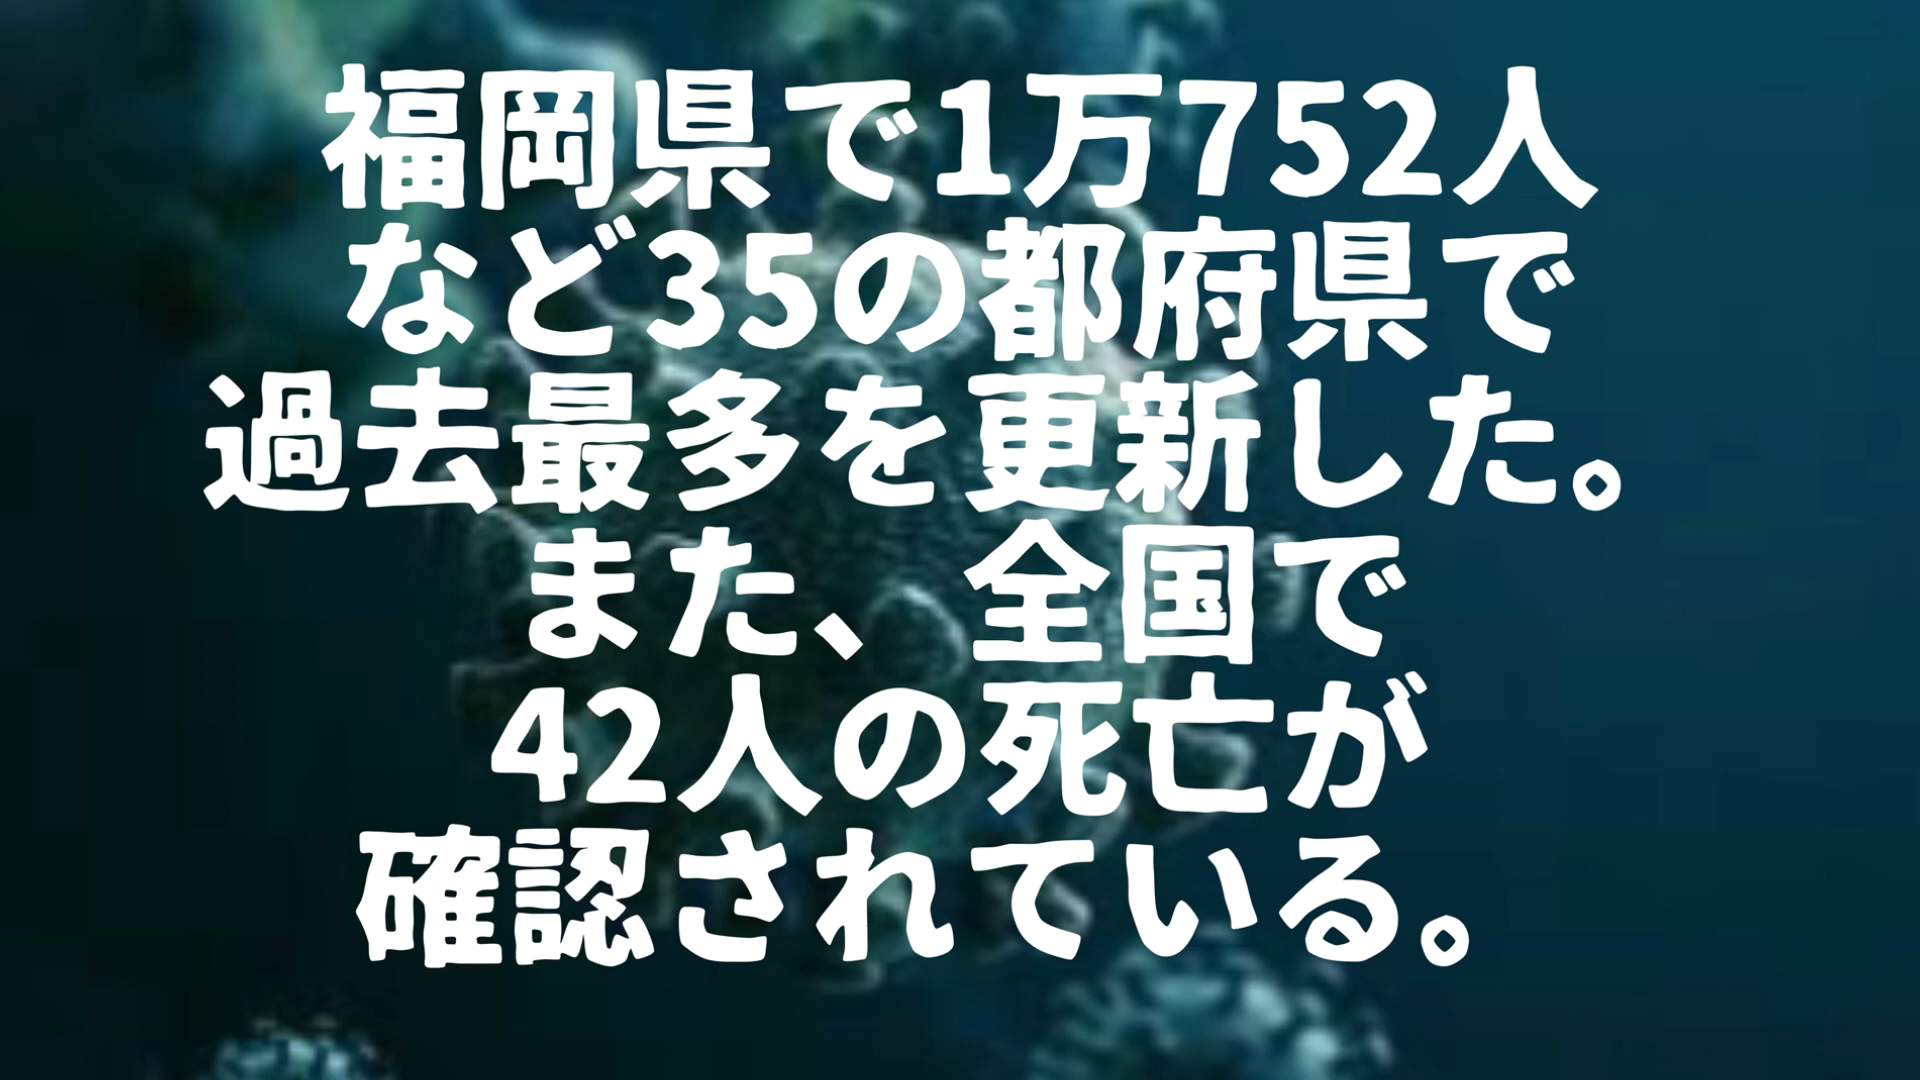 福岡県で1万752人
など35の都府県で
過去最多を更新した。
また、全国で
42人の死亡が
確認されている。